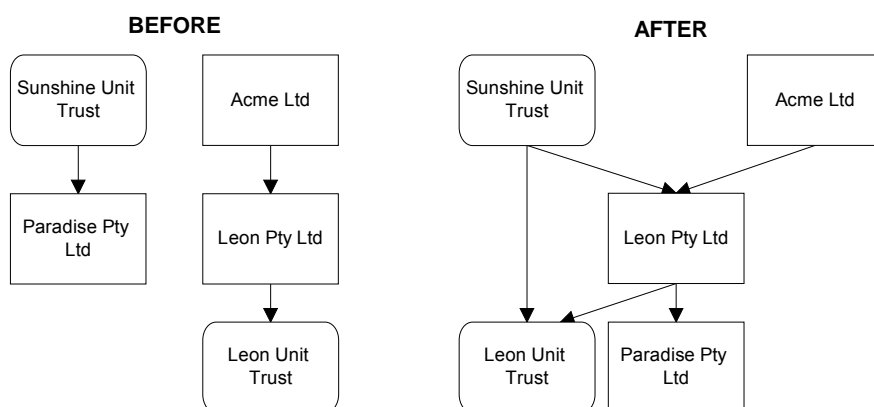 BEFORE
Sunshine Unit
Trust
Acme Ltd
Paradise Pty
Ltd
Leon Pty Ltd
Leon Unit
Trust
AFTER
Sunshine Unit
Trust
Acme Ltd
Leon Pty Ltd
Leon Unit
Trust
Paradise Pty
Ltd